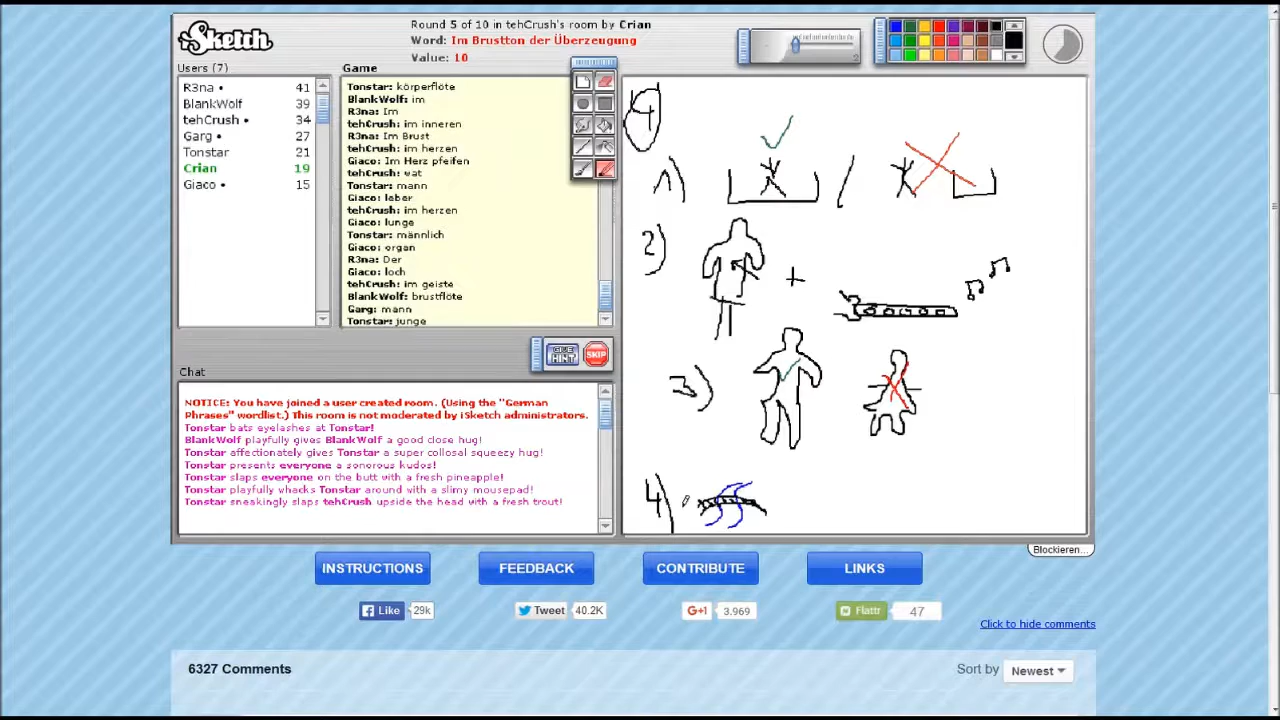 iSketch
Round 5 of 10 in tehCrush's room by Crian
Word: Im Brustton der Überzeugung
Value: 10
Users (7)
R3na • 41
BlankWolf 39
tehCrush • 34
Garg • 27
Tonstar 21
Crian 19
Giaco • 15
Game
Tonstar: körperflöte
BlankWolf: im
R3na: Im
tehCrush: im inneren
R3na: Im Brust
tehCrush: im herzen
Giaco: Im Herz pfeifen
tehCrush: wat
Tonstar: mann
Giaco: leber
tehCrush: im herzen
Giaco: lunge
Tonstar: männlich
Giaco: organ
R3na: Der
Giaco: loch
tehCrush: im geiste
BlankWolf: brustflöte
Garg: mann
Tonstar: junge
GIVE HINT
SKIP
Chat
NOTICE: You have joined a user created room. (Using the "German
Phrases" wordlist.) This room is not moderated by iSketch administrators.
Tonstar bats eyelashes at Tonstar!
BlankWolf playfully gives BlankWolf a good close hug!
Tonstar affectionately gives Tonstar a super collosal squeezy hug!
Tonstar presents everyone a sonorous kudos!
Tonstar slaps everyone on the butt with a fresh pineapple!
Tonstar playfully whacks Tonstar around with a slimy mousepad!
Tonstar sneakingly slaps tehCrush upside the head with a fresh trout!
4
1) /
2) +
3)
4)
2
Blockieren...
INSTRUCTIONS
FEEDBACK
CONTRIBUTE
LINKS
Like 29k
Tweet 40.2K
+1 3.969
Flattr 47
Click to hide comments
6327 Comments
Sort by Newest